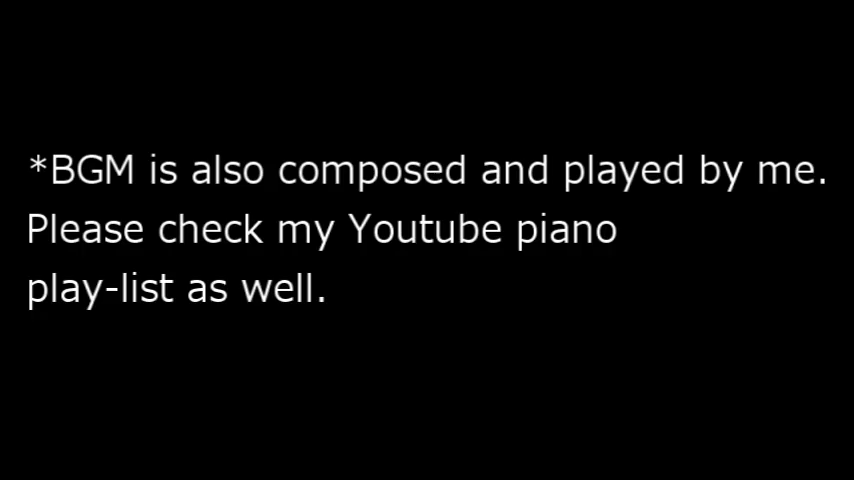 *BGM is also composed and played by me.
Please check my Youtube piano
play-list as well.